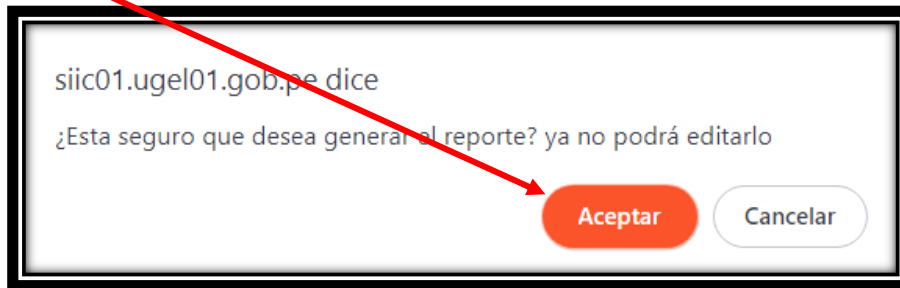 siic01.ugel01.gob.pe dice
¿Esta seguro que desea generar el reporte? ya no podrá editarlo
Aceptar
Cancelar